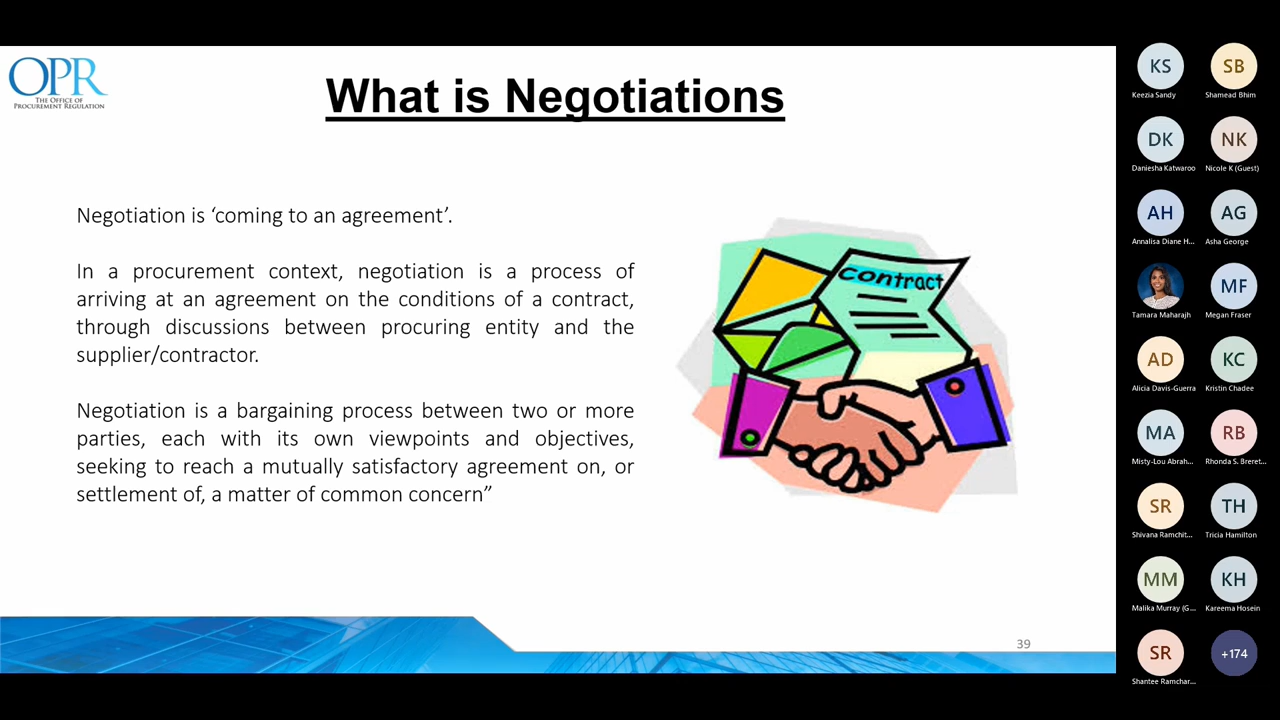 OPR
THE OFFICE OF
PROCUREMENT REGULATION
What is Negotiations
Negotiation is ‘coming to an agreement’.
In a procurement context, negotiation is a process of
arriving at an agreement on the conditions of a contract,
through discussions between procuring entity and the
supplier/contractor.
Negotiation is a bargaining process between two or more
parties, each with its own viewpoints and objectives,
seeking to reach a mutually satisfactory agreement on, or
settlement of, a matter of common concern”
contract
39
KS
Keezia Sandy
SB
Shamead Bhim
DK
Daniesha Katwaroo
NK
Nicole K (Guest)
AH
Annalisa Diane H...
AG
Asha George
Tamara Maharajh
MF
Megan Fraser
AD
Alicia Davis-Guerra
KC
Kristin Chadee
MA
Misty-Lou Abrah...
RB
Rhonda S. Breret...
SR
Shivana Ramchit...
TH
Tricia Hamilton
MM
Malika Murray (G...
KH
Kareema Hosein
SR
Shantee Ramchar...
+174